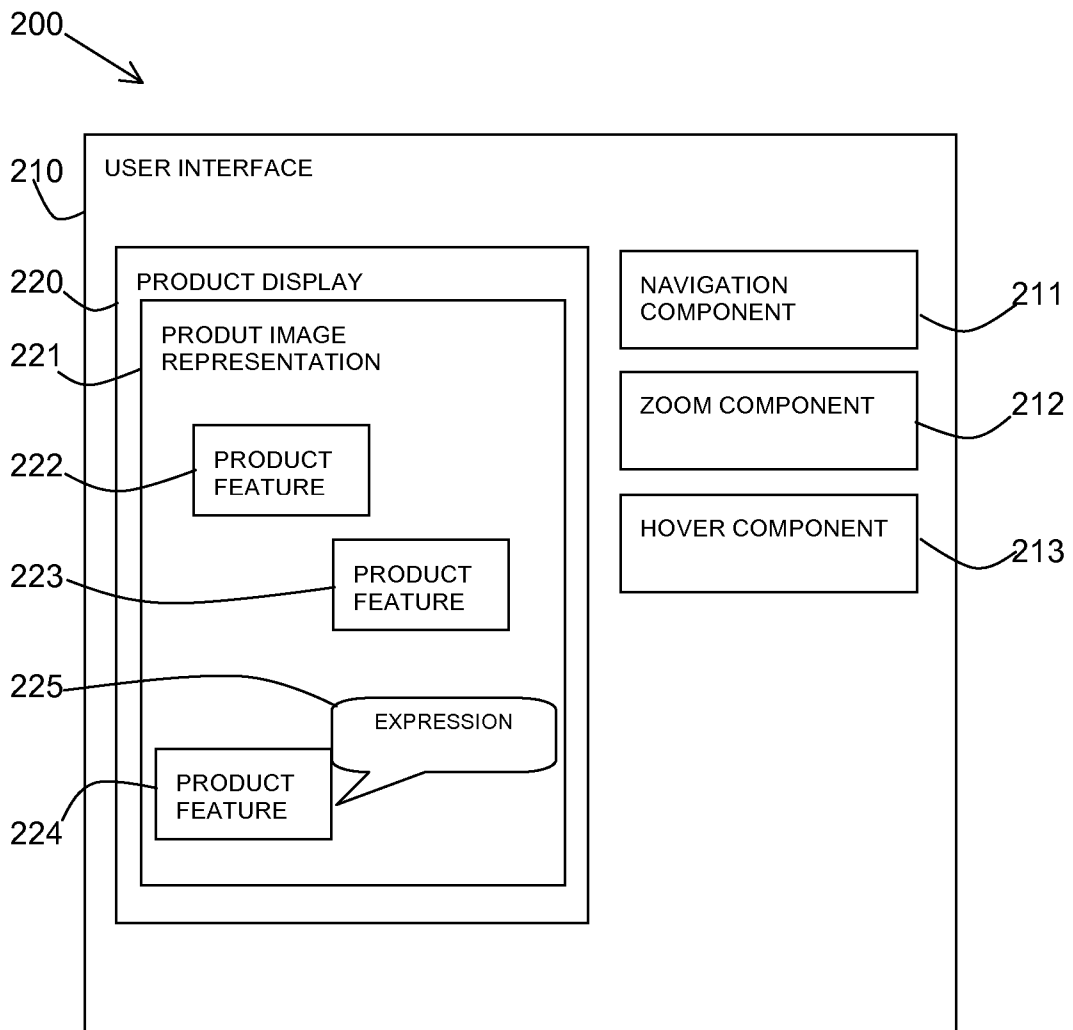 200
210
USER INTERFACE
220
PRODUCT DISPLAY
221
PRODUT IMAGE
REPRESENTATION
222
PRODUCT
FEATURE
223
PRODUCT
FEATURE
225
EXPRESSION
224
PRODUCT
FEATURE
NAVIGATION
COMPONENT
211
ZOOM COMPONENT
212
HOVER COMPONENT
213